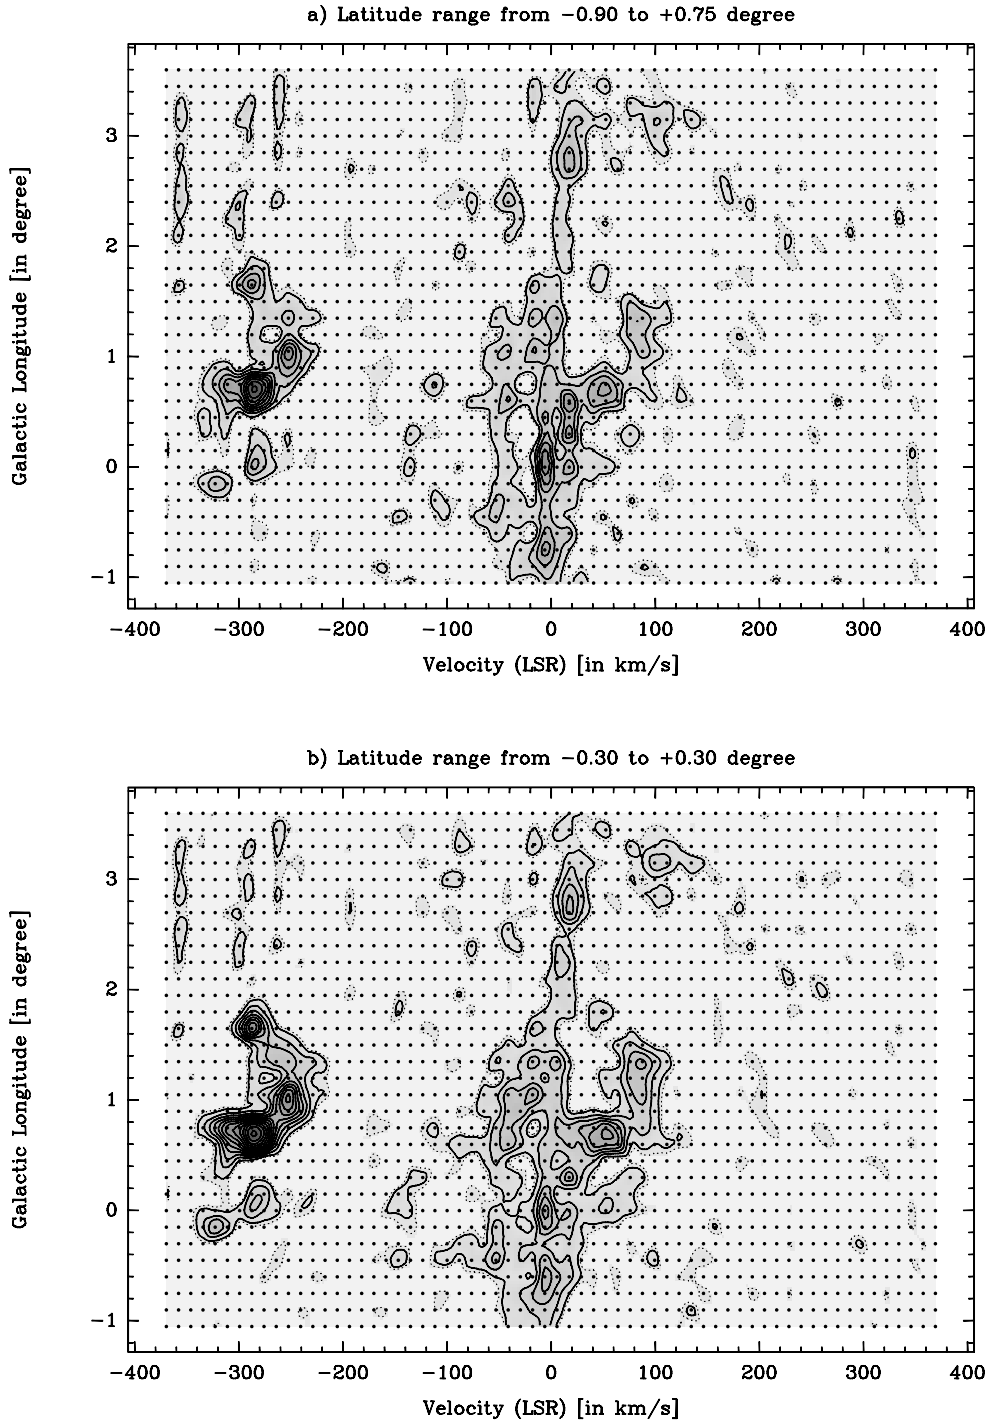 a) Latitude range from −0.90 to +0.75 degree
Galactic Longitude [in degree]
3
2
1
0
−1
−400 −300 −200 −100 0 100 200 300 400
Velocity (LSR) [in km/s]
b) Latitude range from −0.30 to +0.30 degree
Galactic Longitude [in degree]
3
2
1
0
−1
−400 −300 −200 −100 0 100 200 300 400
Velocity (LSR) [in km/s]